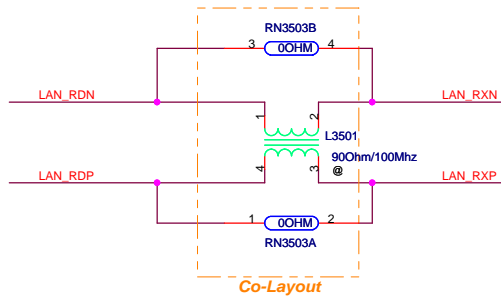 RN3503B
3 0OHM 4
LAN_RDN LAN_RXN
1 2
L3501
90Ohm/100Mhz
@
4 3
LAN_RDP LAN_RXP
1 0OHM 2
RN3503A
Co-Layout